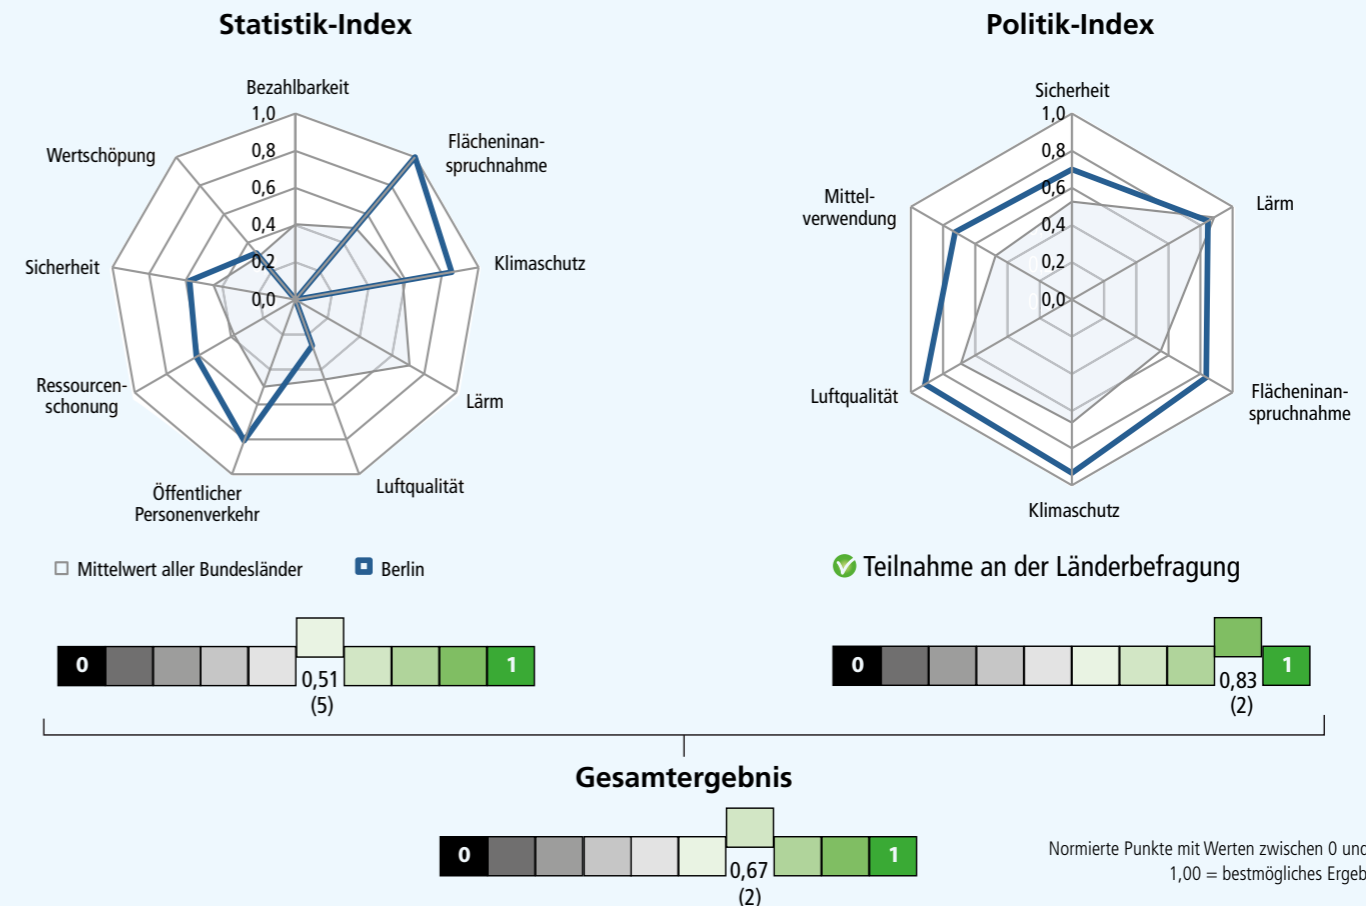 Statistik-Index
Bezahlbarkeit
1,0
0,8
0,6
0,4
0,2
0,0
Flächeninan-
spruchnahme
Klimaschutz
Lärm
Luftqualität
Öffentlicher
Personenverkehr
Ressourcen-
schonung
Sicherheit
Wertschöpung
Mittelwert aller Bundesländer
Berlin
0
1
0,51
(5)
Politik-Index
Sicherheit
1,0
0,8
0,6
0,4
0,2
0,0
Lärm
Flächeninan-
spruchnahme
Klimaschutz
Luftqualität
Mittel-
verwendung
Teilnahme an der Länderbefragung
0
1
0,83
(2)
Gesamtergebnis
0
1
0,67
(2)
Normierte Punkte mit Werten zwischen 0 und
1,00 = bestmögliches Ergeb